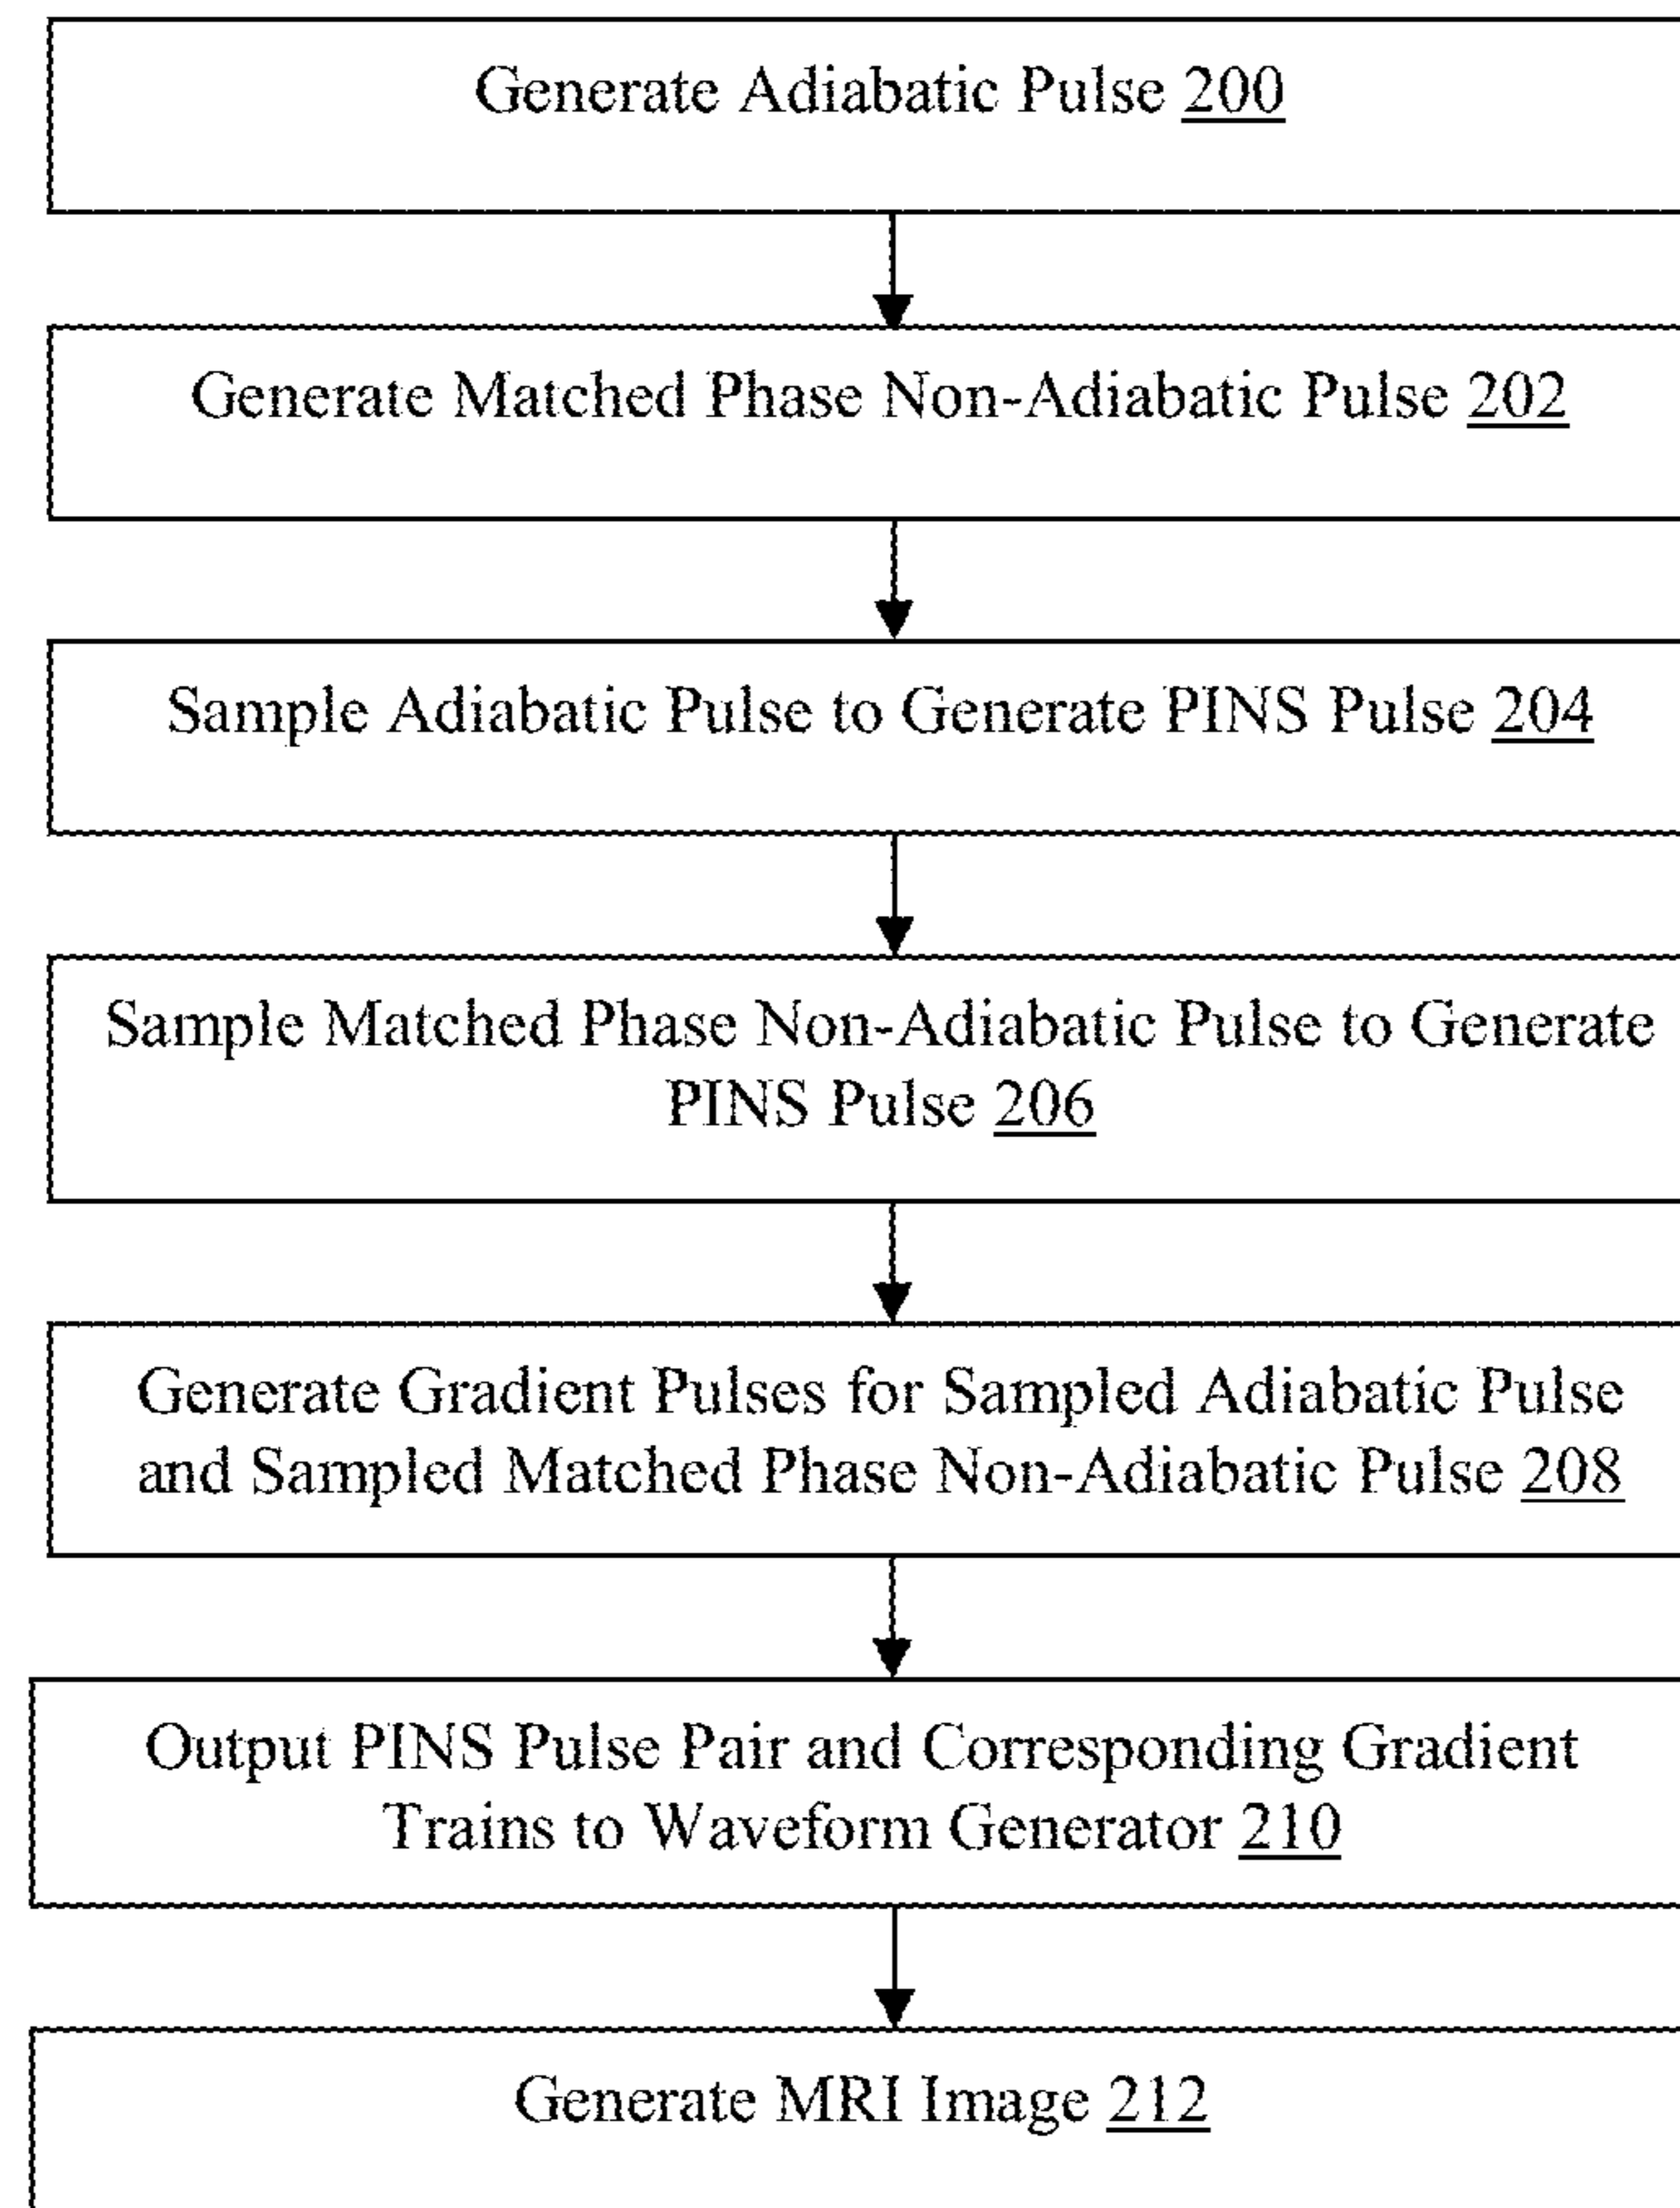 Generate Adiabatic Pulse 200
Generate Matched Phase Non-Adiabatic Pulse 202
Sample Adiabatic Pulse to Generate PINS Pulse 204
Sample Matched Phase Non-Adiabatic Pulse to Generate
PINS Pulse 206
Generate Gradient Pulses for Sampled Adiabatic Pulse
and Sampled Matched Phase Non-Adiabatic Pulse 208
Output PINS Pulse Pair and Corresponding Gradient
Trains to Waveform Generator 210
Generate MRI Image 212